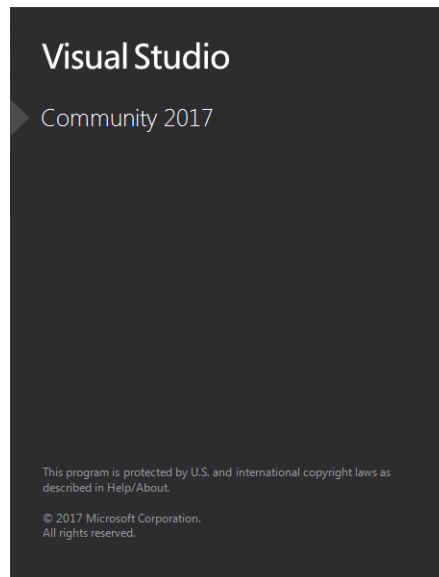 Visual Studio
Community 2017
This program is protected by U.S. and international copyright laws as
described in Help/About.
© 2017 Microsoft Corporation.
All rights reserved.